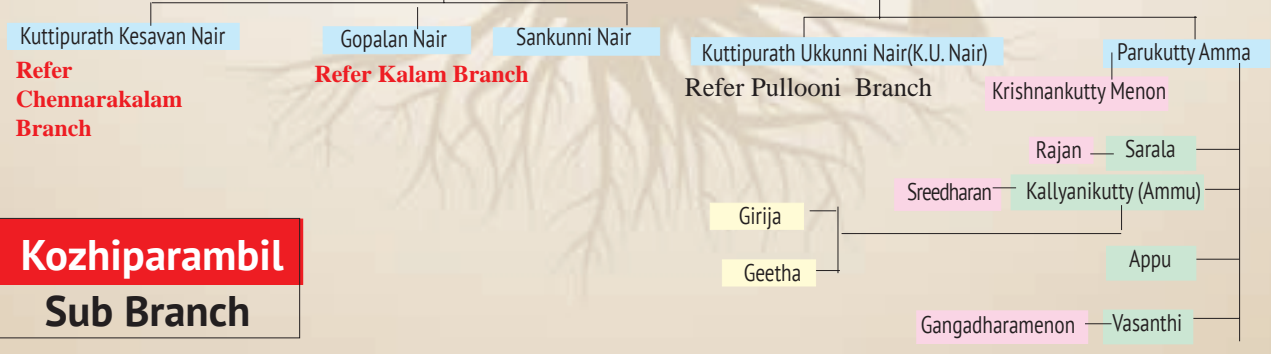 Kuttipurath Kesavan Nair
Refer
Chennarakalam
Branch
Gopalan Nair
Sankunni Nair
Refer Kalam Branch
Kuttipurath Ukkunni Nair(K.U. Nair)
Refer Pullooni Branch
Parukutty Amma
Krishnankutty Menon
Rajan
Sarala
Sreedharan
Kallyanikutty (Ammu)
Girija
Geetha
Appu
Gangadharamenon
Vasanthi
Kozhiparambil
Sub Branch